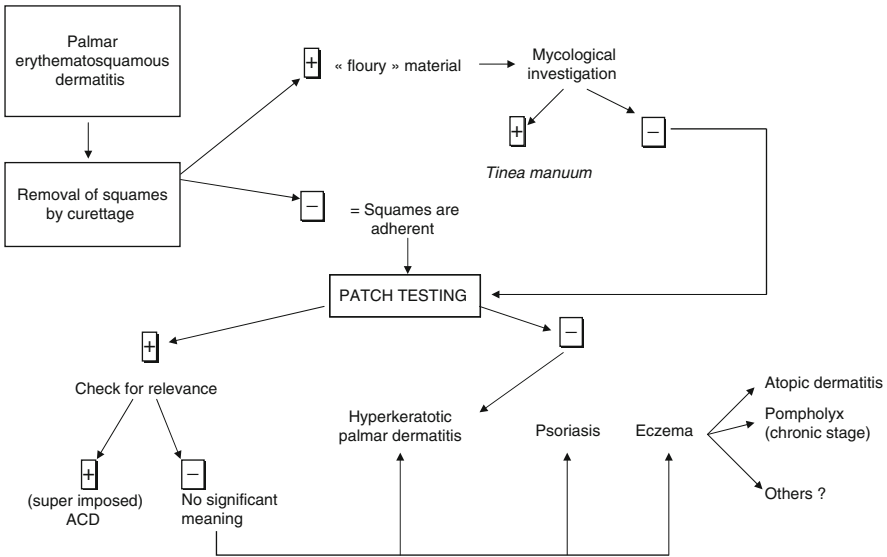 Palmar
erythematosquamous
dermatitis
Removal of squames
by curettage
+
« floury » material
Mycological
investigation
+
−
Tinea manuum
−
= Squames are
adherent
PATCH TESTING
+
−
Check for relevance
+
(super imposed)
ACD
−
No significant
meaning
Hyperkeratotic
palmar dermatitis
Psoriasis
Eczema
Atopic dermatitis
Pompholyx
(chronic stage)
Others ?